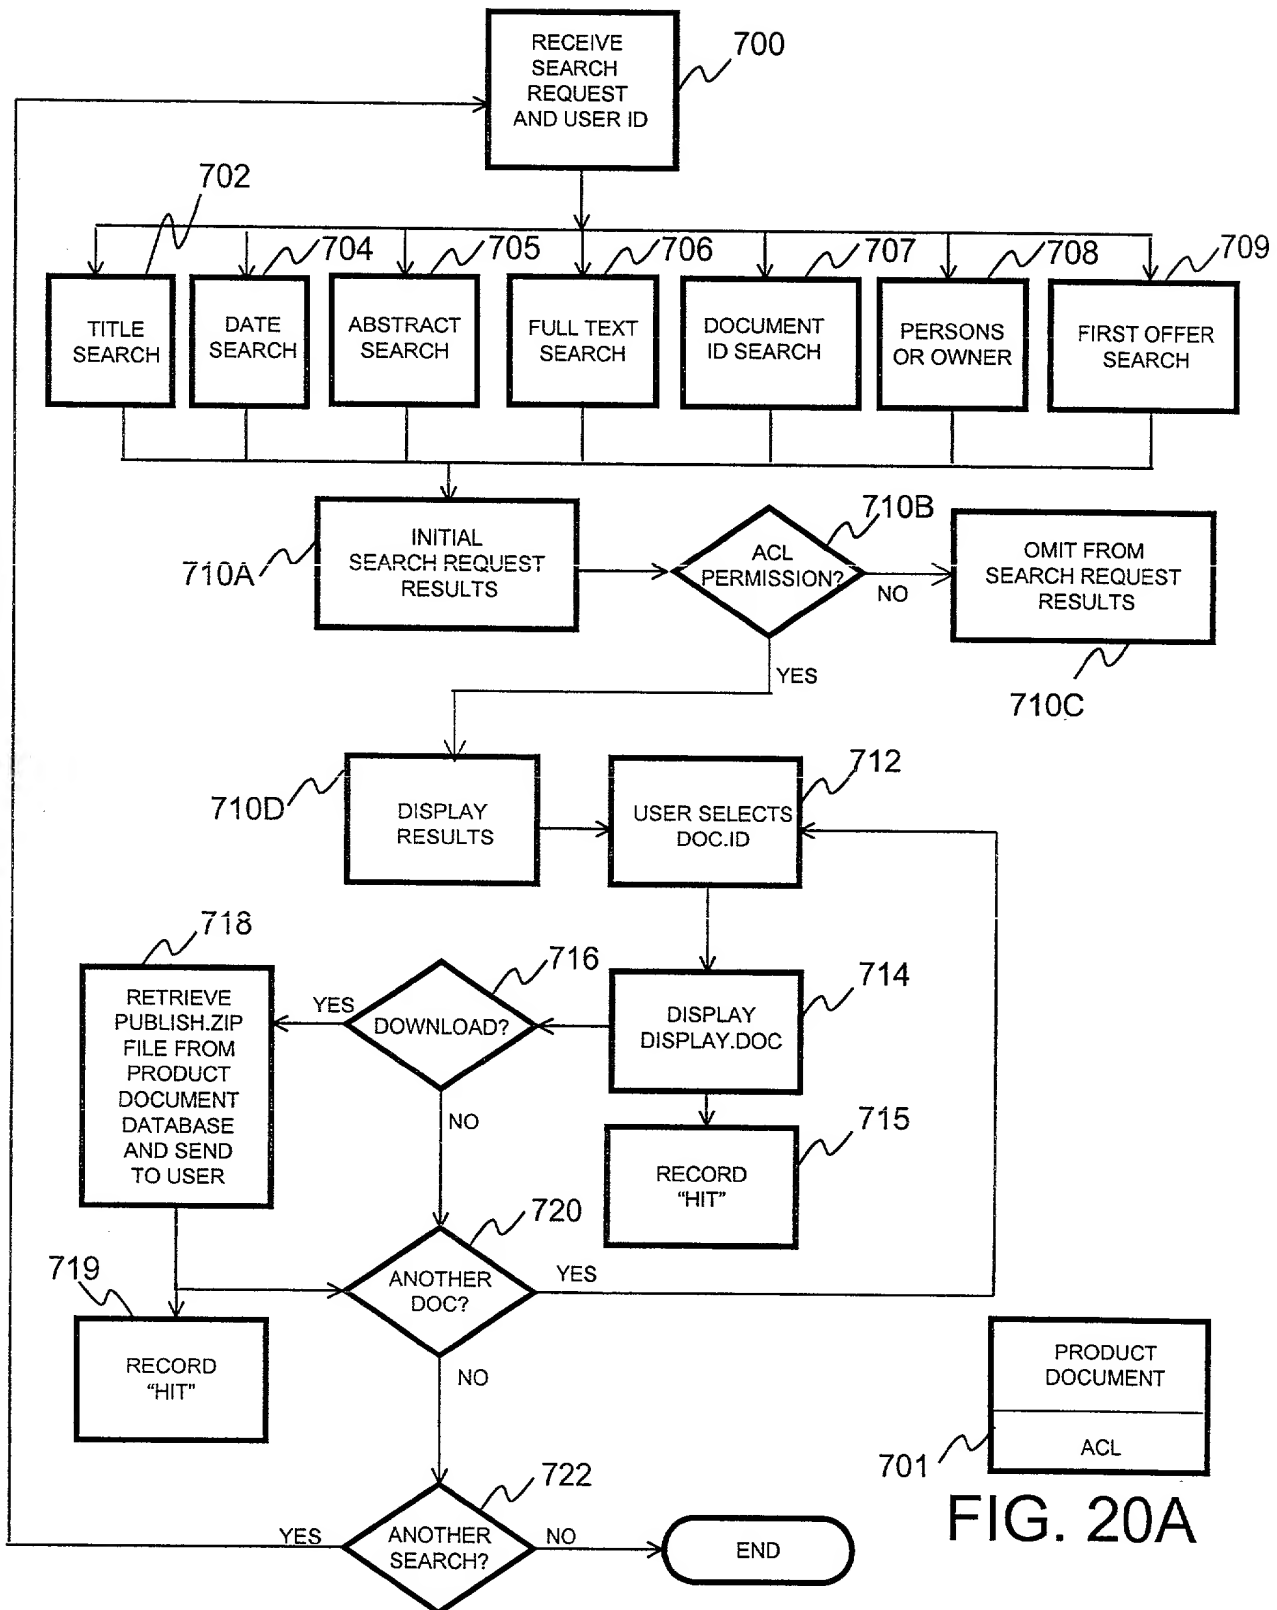 RECEIVE
SEARCH
REQUEST
AND USER ID
700
702
704
705
706
707
708
709
TITLE
SEARCH
DATE
SEARCH
ABSTRACT
SEARCH
FULL TEXT
SEARCH
DOCUMENT
ID SEARCH
PERSONS
OR OWNER
FIRST OFFER
SEARCH
INITIAL
SEARCH REQUEST
RESULTS
710A
ACL
PERMISSION?
710B
NO
YES
OMIT FROM
SEARCH REQUEST
RESULTS
710C
DISPLAY
RESULTS
710D
USER SELECTS
DOC.ID
712
718
RETRIEVE
PUBLISH.ZIP
FILE FROM
PRODUCT
DOCUMENT
DATABASE
AND SEND
TO USER
YES
DOWNLOAD?
716
NO
DISPLAY
DISPLAY.DOC
714
RECORD
“HIT”
715
719
RECORD
“HIT”
ANOTHER
DOC?
720
YES
NO
PRODUCT
DOCUMENT
ACL
701
YES
ANOTHER
SEARCH?
722
NO
END
FIG. 20A